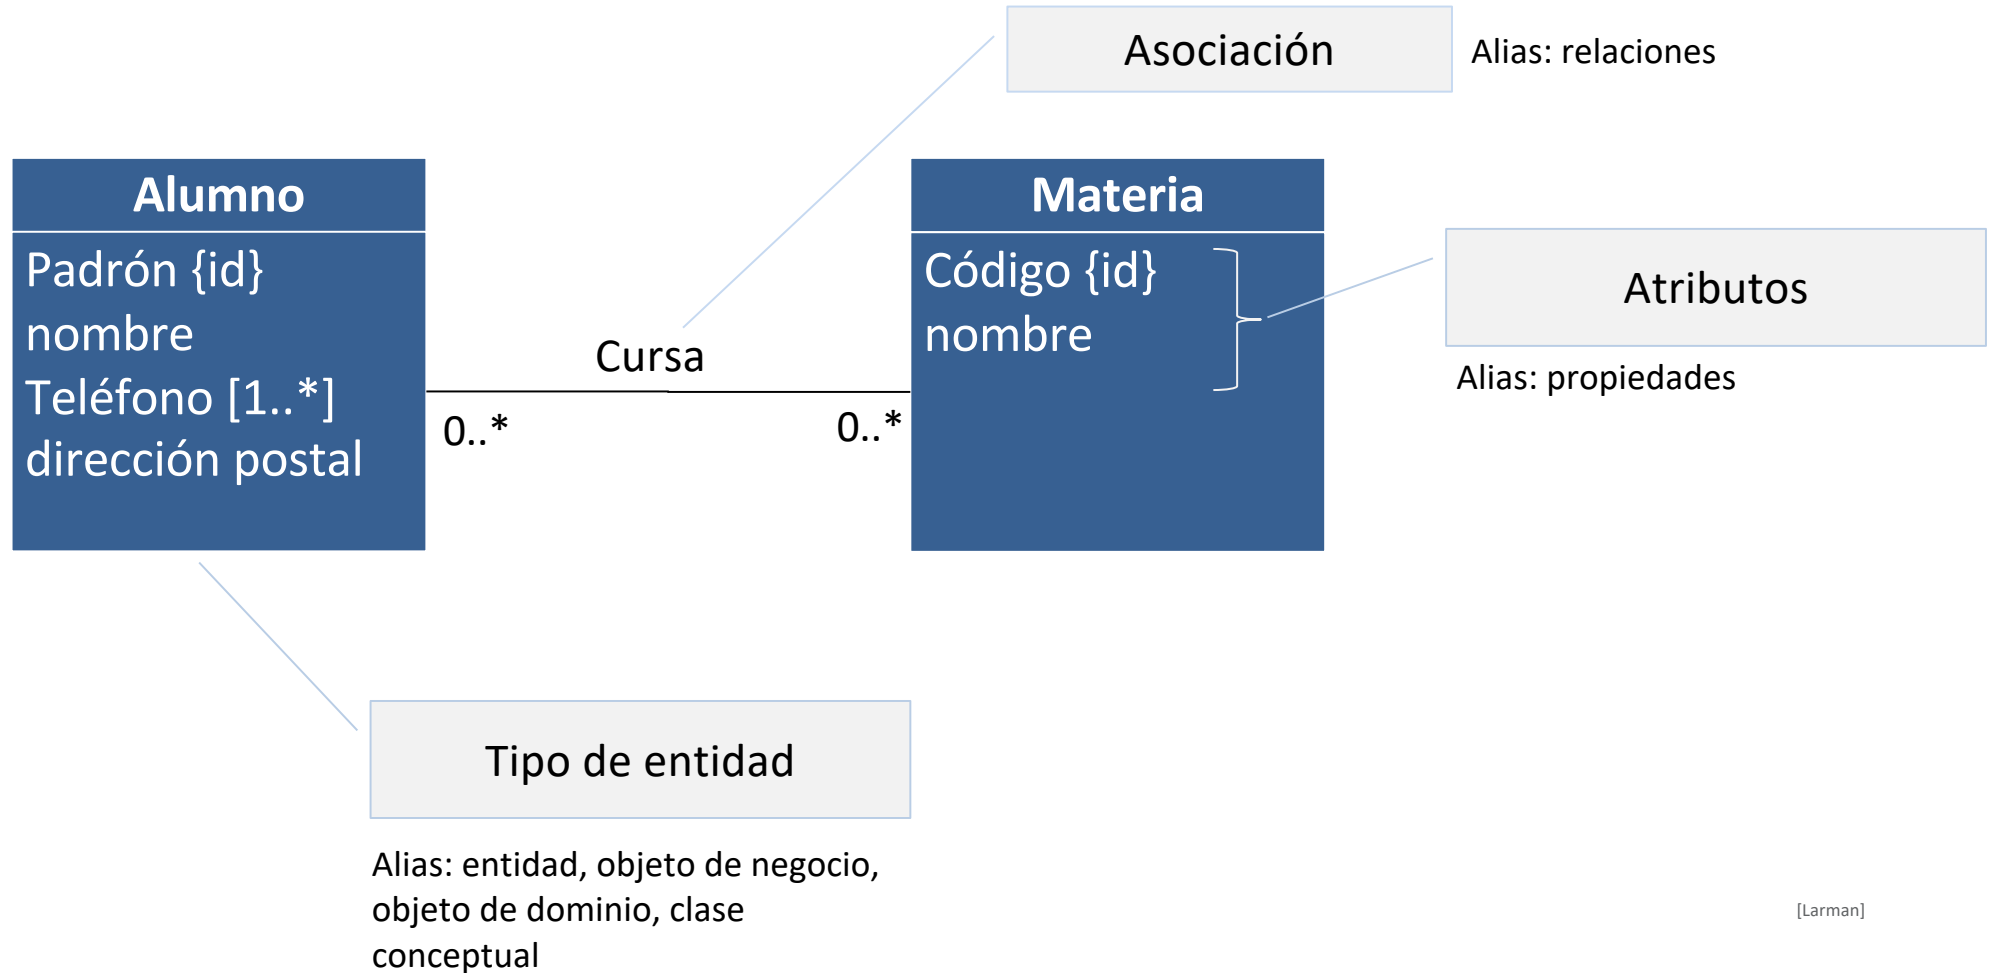 Asociación
Alias: relaciones
Alumno
Padrón {id}
nombre
Teléfono [1..*]
dirección postal
Cursa
0..*
0..*
Materia
Código {id}
nombre
Atributos
Alias: propiedades
Tipo de entidad
Alias: entidad, objeto de negocio,
objeto de dominio, clase
conceptual
[Larman]